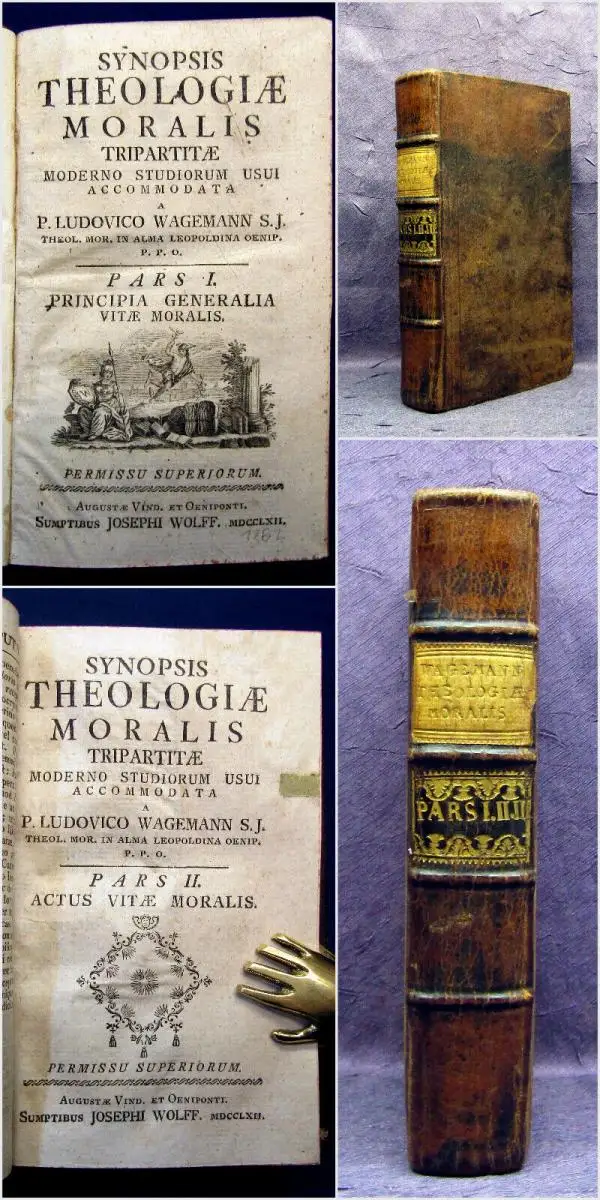 SYNOPSIS
THEOLOGIÆ
MORALIS
TRIPARTITÆ
MODERNO STUDIORUM USUI
ACCOMMODATA
A
P. LUDOVICO WAGEMANN S.J.
THEOL. MOR. IN ALMA LEOPOLDINA OENIP.
P. P. O.
PARS I.
PRINCIPIA GENERALIA
VITÆ MORALIS.
PERMISSU SUPERIORUM.
AUGUSTÆ VIND. ET OENIPONTI.
SUMPTIBUS JOSEPHI WOLFF. MDCCLXII.
1762
SYNOPSIS
THEOLOGIÆ
MORALIS
TRIPARTITÆ
MODERNO STUDIORUM USUI
ACCOMMODATA
A
P. LUDOVICO WAGEMANN S.J.
THEOL. MOR. IN ALMA LEOPOLDINA OENIP.
P. P. O.
PARS II.
ACTUS VITÆ MORALIS.
PERMISSU SUPERIORUM.
AUGUSTÆ VIND. ET OENIPONTI.
SUMPTIBUS JOSEPHI WOLFF. MDCCLXII.
WAGEMANN
THEOLOGIÆ
MORALIS
PARS I.II.II